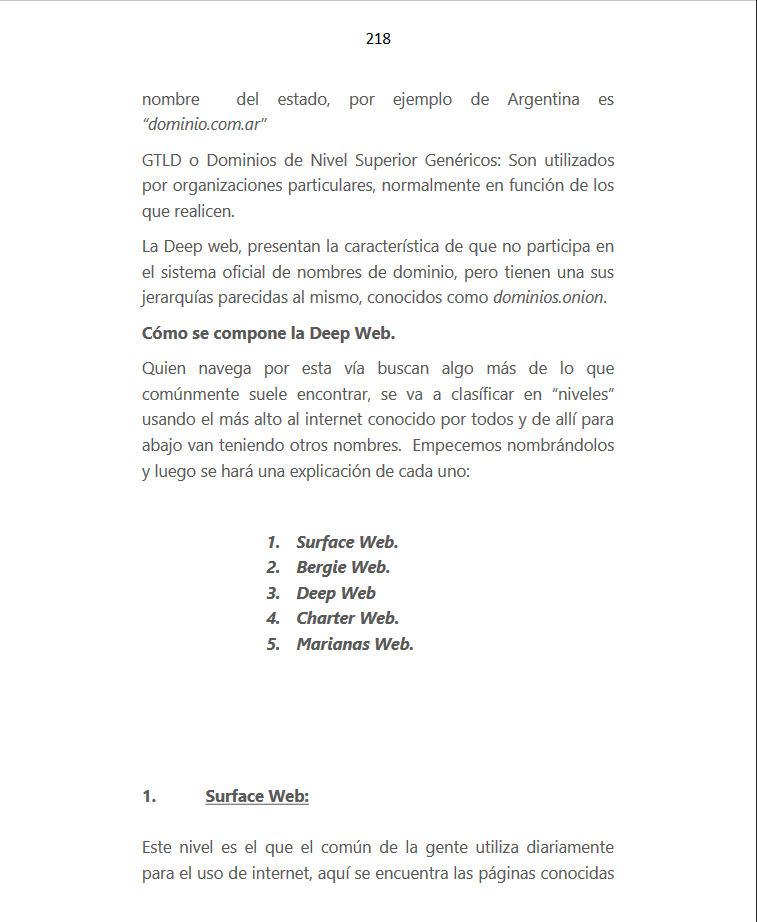 218
nombre del estado, por ejemplo de Argentina es
“dominio.com.ar”
GTLD o Dominios de Nivel Superior Genéricos: Son utilizados
por organizaciones particulares, normalmente en función de los
que realicen.
La Deep web, presentan la característica de que no participa en
el sistema oficial de nombres de dominio, pero tienen una sus
jerarquías parecidas al mismo, conocidos como dominios.onion.
Cómo se compone la Deep Web.
Quien navega por esta vía buscan algo más de lo que
comúnmente suele encontrar, se va a clasíficar en “niveles”
usando el más alto al internet conocido por todos y de allí para
abajo van teniendo otros nombres. Empecemos nombrándolos
y luego se hará una explicación de cada uno:
1. Surface Web.
2. Bergie Web.
3. Deep Web
4. Charter Web.
5. Marianas Web.
1. Surface Web:
Este nivel es el que el común de la gente utiliza diariamente
para el uso de internet, aquí se encuentra las páginas conocidas